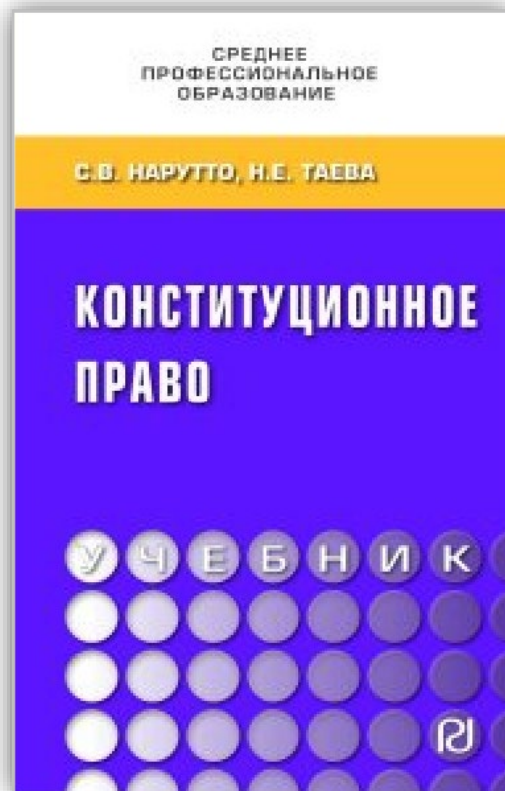 СРЕДНЕЕ
ПРОФЕССИОНАЛЬНОЕ
ОБРАЗОВАНИЕ
С.В. НАРУТТО, Н.Е. ТАЕВА
КОНСТИТУЦИОННОЕ
ПРАВО
УЧЕБНИК